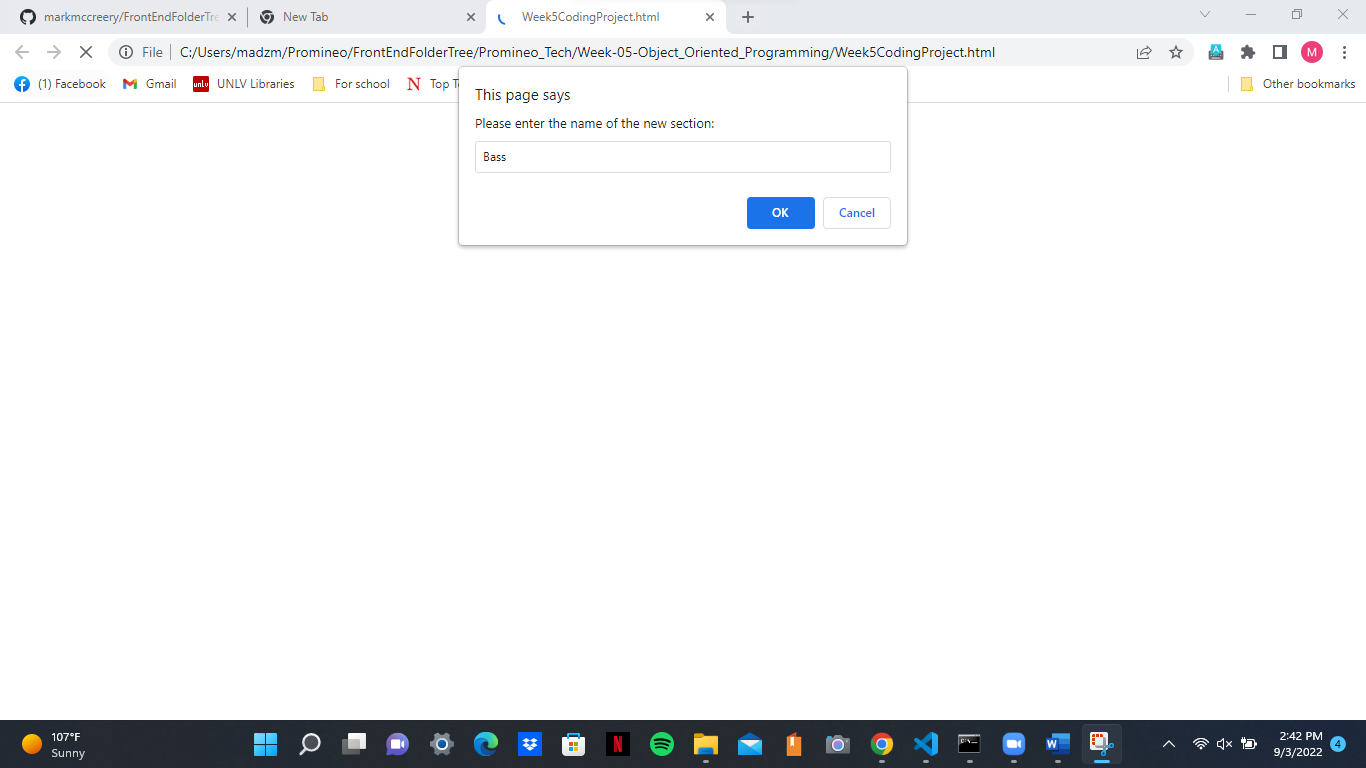 markmccreery/FrontEndFolderTre
New Tab
Week5CodingProject.html
File
C:/Users/madzm/Promineo/FrontEndFolderTree/Promineo_Tech/Week-05-Object_Oriented_Programming/Week5CodingProject.html
M
(1) Facebook
Gmail
unlv
UNLV Libraries
For school
N
Top T
Other bookmarks
This page says
Please enter the name of the new section:
Bass
OK
Cancel
107°F
Sunny
N
W
2:42 PM
9/3/2022
4